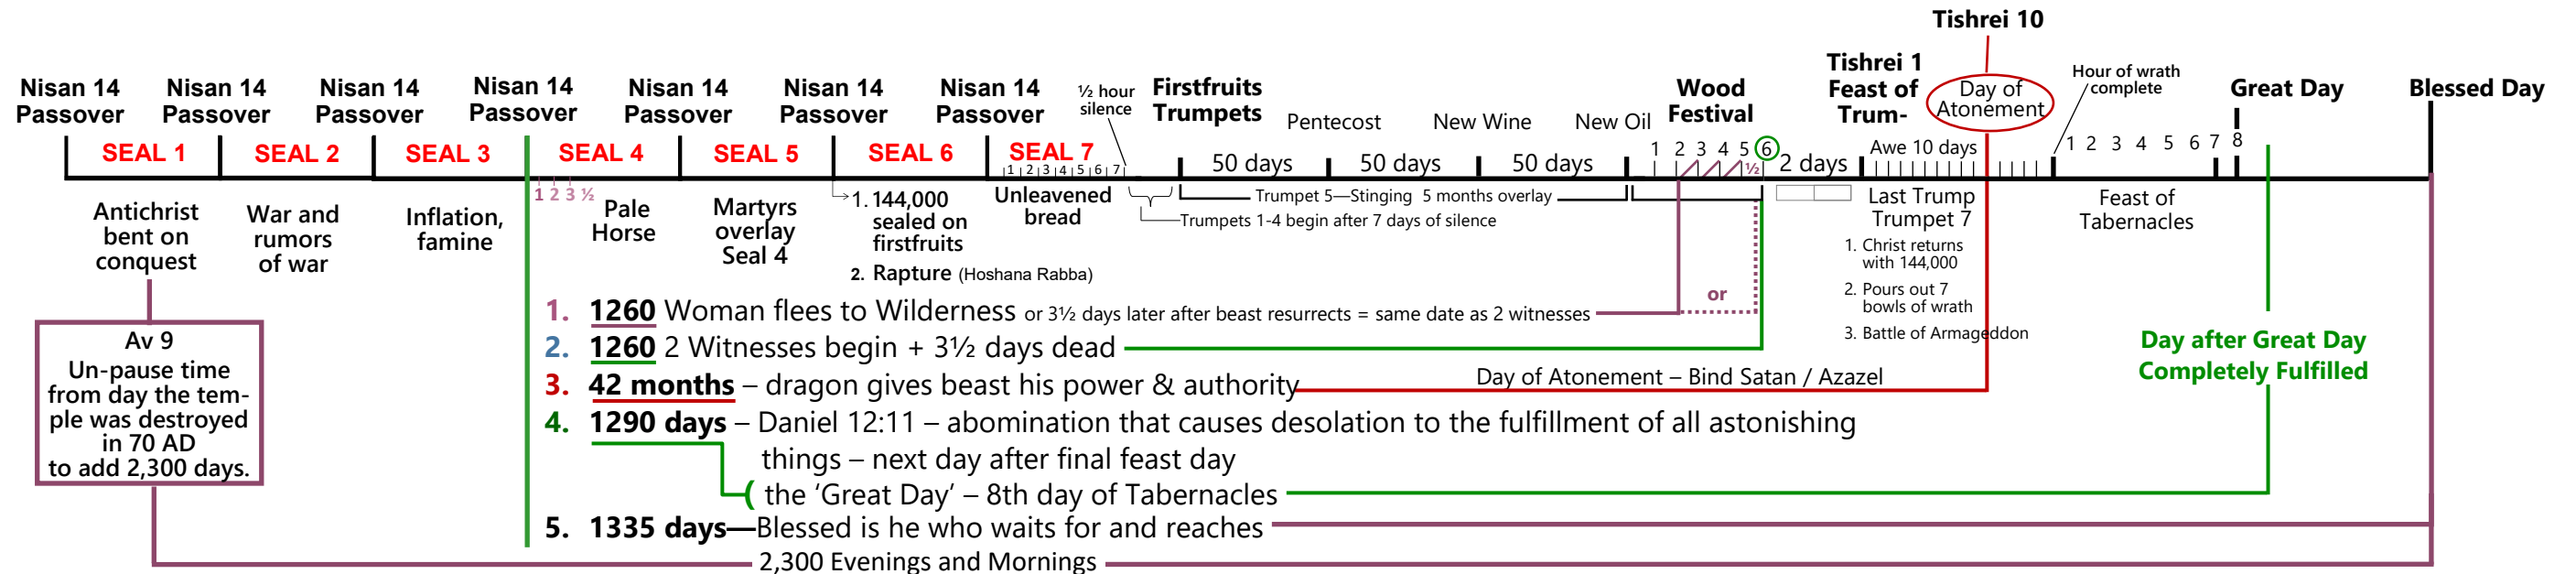 Tishrei 10
Nisan 14
Passover
Nisan 14
Passover
Nisan 14
Passover
Nisan 14
Passover
Nisan 14
Passover
Nisan 14
Passover
Nisan 14
Passover
½ hour
silence
Firstfruits
Trumpets
Pentecost
New Wine
New Oil
Wood
Festival
Tishrei 1
Feast of
Trum-
Day of
Atonement
Hour of wrath
complete
Great Day
Blessed Day
SEAL 1
SEAL 2
SEAL 3
SEAL 4
SEAL 5
SEAL 6
SEAL 7
1 2 3 4 5 6 7
50 days
50 days
50 days
1 2 3 4 5 6
½
2 days
Awe 10 days
1 2 3 4 5 6 7 8
1 2 3 ½
Antichrist
bent on
conquest
War and
rumors
of war
Inflation,
famine
Pale
Horse
Martyrs
overlay
Seal 4
1. 144,000
sealed on
firstfruits
2. Rapture (Hoshana Rabba)
Unleavened
bread
Trumpet 5—Stinging 5 months overlay
Trumpets 1-4 begin after 7 days of silence
Last Trump
Trumpet 7
1. Christ returns
with 144,000
2. Pours out 7
bowls of wrath
3. Battle of Armageddon
Feast of
Tabernacles
Av 9
Un-pause time
from day the tem-
ple was destroyed
in 70 AD
to add 2,300 days.
1. 1260 Woman flees to Wilderness or 3½ days later after beast resurrects = same date as 2 witnesses
or
2. 1260 2 Witnesses begin + 3½ days dead
3. 42 months – dragon gives beast his power & authority
Day of Atonement – Bind Satan / Azazel
4. 1290 days – Daniel 12:11 – abomination that causes desolation to the fulfillment of all astonishing
things – next day after final feast day
( the ‘Great Day’ – 8th day of Tabernacles
Day after Great Day
Completely Fulfilled
5. 1335 days—Blessed is he who waits for and reaches
2,300 Evenings and Mornings